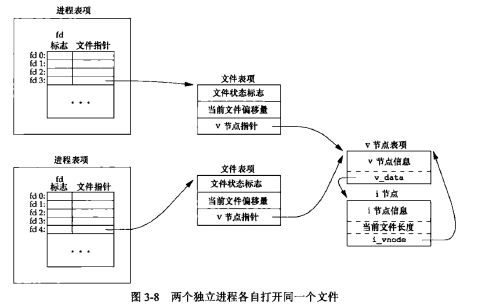 进程表项
fd
标志 文件指针
fd 0:
fd 1:
fd 2:
fd 3:
文件表项
文件状态标志
当前文件偏移量
v 节点指针
v 节点表项
v 节点信息
v_data
i 节点
i 节点信息
当前文件长度
i_vnode
进程表项
fd
标志 文件指针
fd 0:
fd 1:
fd 2:
fd 3:
fd 4:
文件表项
文件状态标志
当前文件偏移量
v 节点指针
图 3-8 两个独立进程各自打开同一个文件